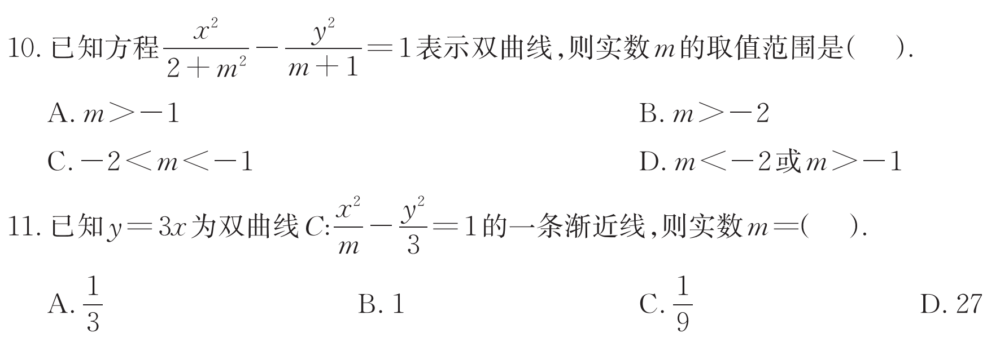 10. 已知方程$\frac{x^2}{2+m^2}-\frac{y^2}{m+1}=1$表示双曲线,则实数$m$的取值范围是(    ).
A. $m>-1$    B. $m>-2$
C. $-2<m<-1$    D. $m<-2$或$m>-1$
11. 已知$y=3x$为双曲线$C:\frac{x^2}{m}-\frac{y^2}{3}=1$的一条渐近线,则实数$m=$(    ).
A. $\frac{1}{3}$    B. 1    C. $\frac{1}{9}$    D. 27